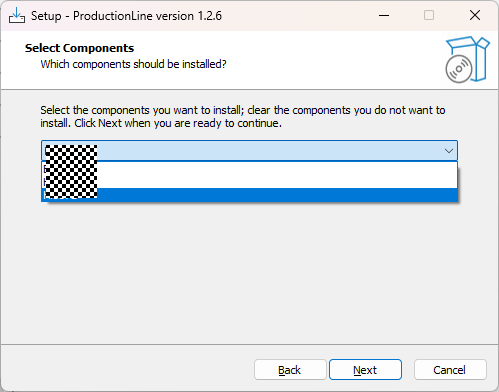 Setup - ProductionLine version 1.2.6
Select Components
Which components should be installed?
Select the components you want to install; clear the components you do not want to
install. Click Next when you are ready to continue.
Back
Next
Cancel